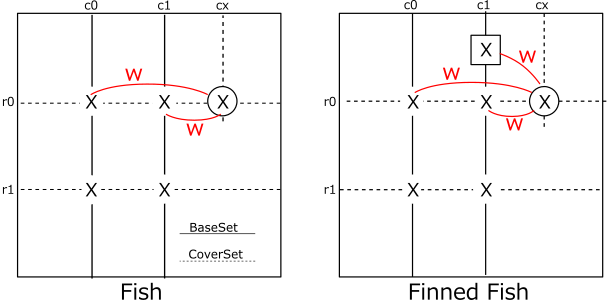 c0 c1 cx
W
r0 X X X
W
r1 X X
BaseSet
CoverSet
Fish
c0 c1 cx
X
W
W
r0 X X X
W
r1 X X
Finned Fish